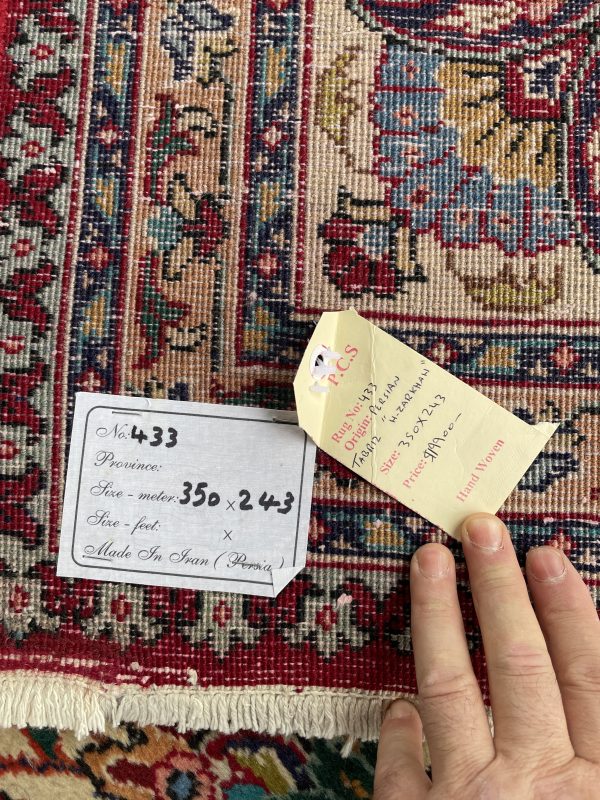 No: 433
Province:
Size - meter: 350 x 243
Size - feet: x
Made In Iran ( Persia )
P.C.S
Rug No: 433
Origin: PERSIAN
TABRIZ "H-ZARKHAN"
Size: 350X243
Price:
Hand Woven